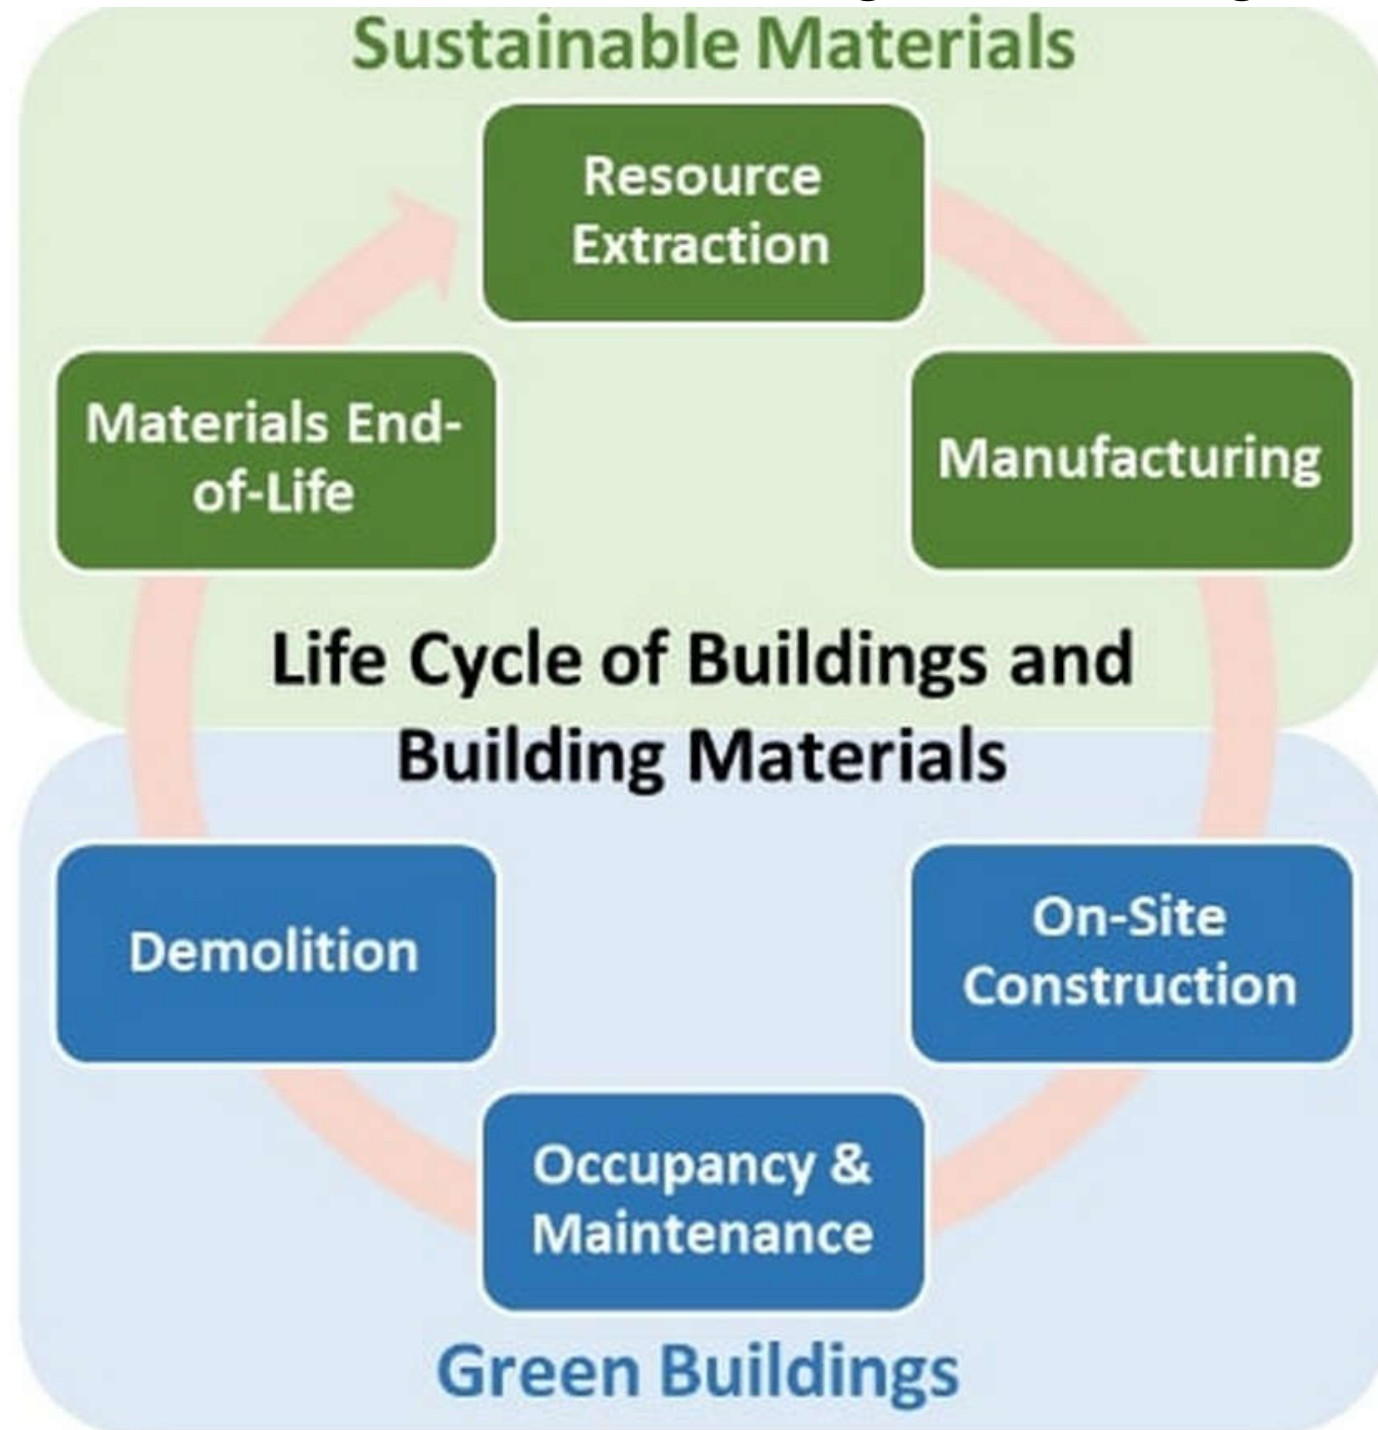 Sustainable Materials
Resource
Extraction
Materials End-
of-Life
Manufacturing
Life Cycle of Buildings and
Building Materials
Demolition
On-Site
Construction
Occupancy &
Maintenance
Green Buildings